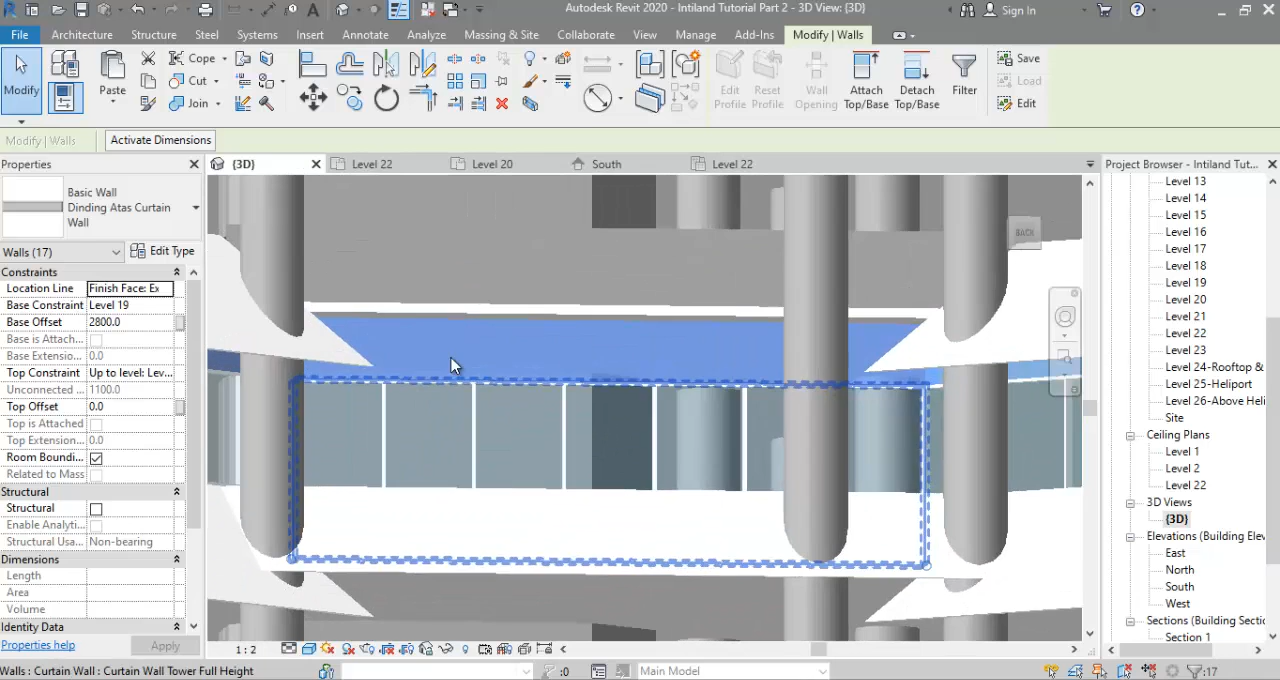 Autodesk Revit 2020 - Intiland Tutorial Part 2 - 3D View: {3D}
Sign In
File Architecture Structure Steel Systems Insert Annotate Analyze Massing & Site Collaborate View Manage Add-Ins Modify | Walls
Modify
Paste
Cope
Cut
Join
Edit Profile
Reset Profile
Wall Opening
Attach Top/Base
Detach Top/Base
Filter
Save
Load
Edit
Modify | Walls
Activate Dimensions
Properties
{3D}
Level 22
Level 20
South
Level 22
Project Browser - Intiland Tut...
Basic Wall
Dinding Atas Curtain
Wall
Walls (17)
Edit Type
Constraints
Location Line Finish Face: Ex
Base Constraint Level 19
Base Offset 2800.0
Base is Attach...
Base Extensio... 0.0
Top Constraint Up to level: Lev...
Unconnected ... 1100.0
Top Offset 0.0
Top is Attached
Top Extension... 0.0
Room Boundi...
Related to Mass
Structural
Structural
Enable Analyti...
Structural Usa... Non-bearing
Dimensions
Length
Area
Volume
Identity Data
Properties help
Apply
BACK
Level 13
Level 14
Level 15
Level 16
Level 17
Level 18
Level 19
Level 20
Level 21
Level 22
Level 23
Level 24-Rooftop &
Level 25-Heliport
Level 26-Above Heli
Site
Ceiling Plans
Level 1
Level 2
Level 22
3D Views
{3D}
Elevations (Building Elev
East
North
South
West
Sections (Building Sectio
Section 1
1 : 2
Walls : Curtain Wall : Curtain Wall Tower Full Height
:0
Main Model
:17